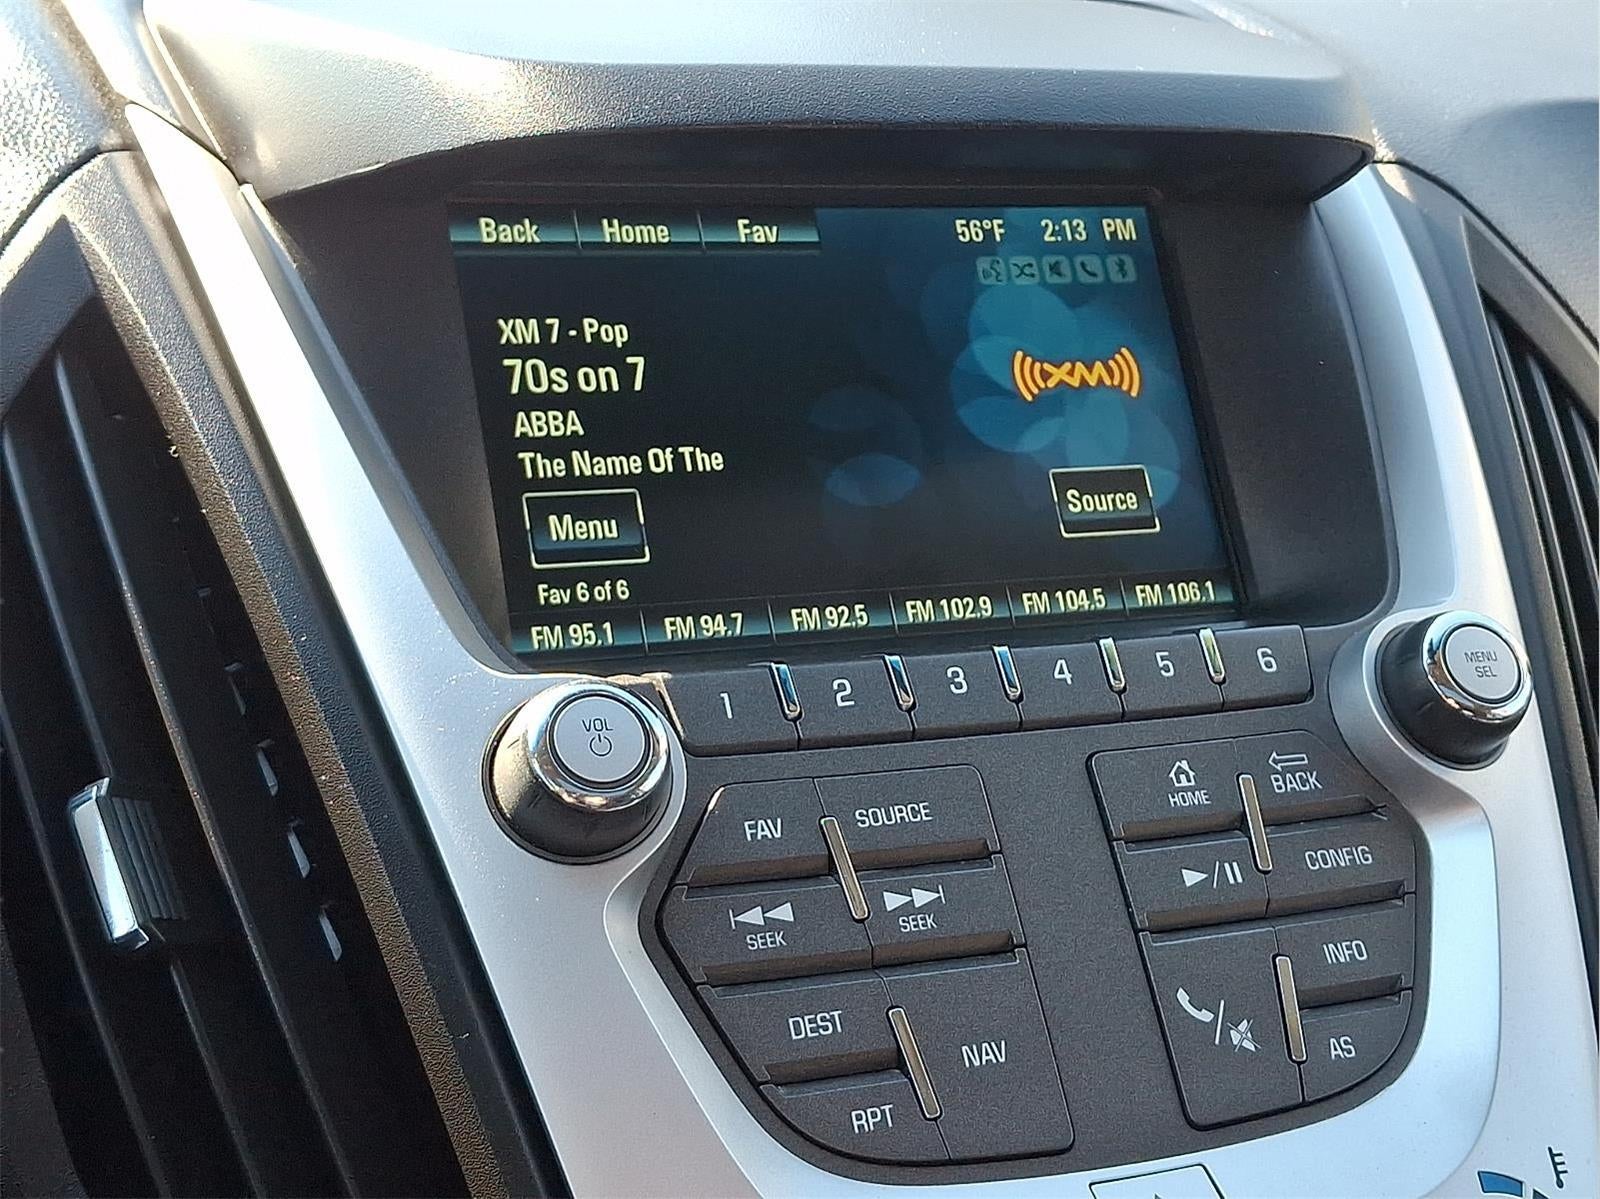 Back Home Fav 56°F 2:13 PM
XM 7 - Pop
70s on 7
XM
ABBA
The Name Of The
Menu Source
Fav 6 of 6
FM 95.1 FM 94.7 FM 92.5 FM 102.9 FM 104.5 FM 106.1
1 2 3 4 5 6
VOL
MENU
SEL
FAV SOURCE
SEEK SEEK
DEST NAV
RPT
HOME BACK
CONFIG
INFO
AS